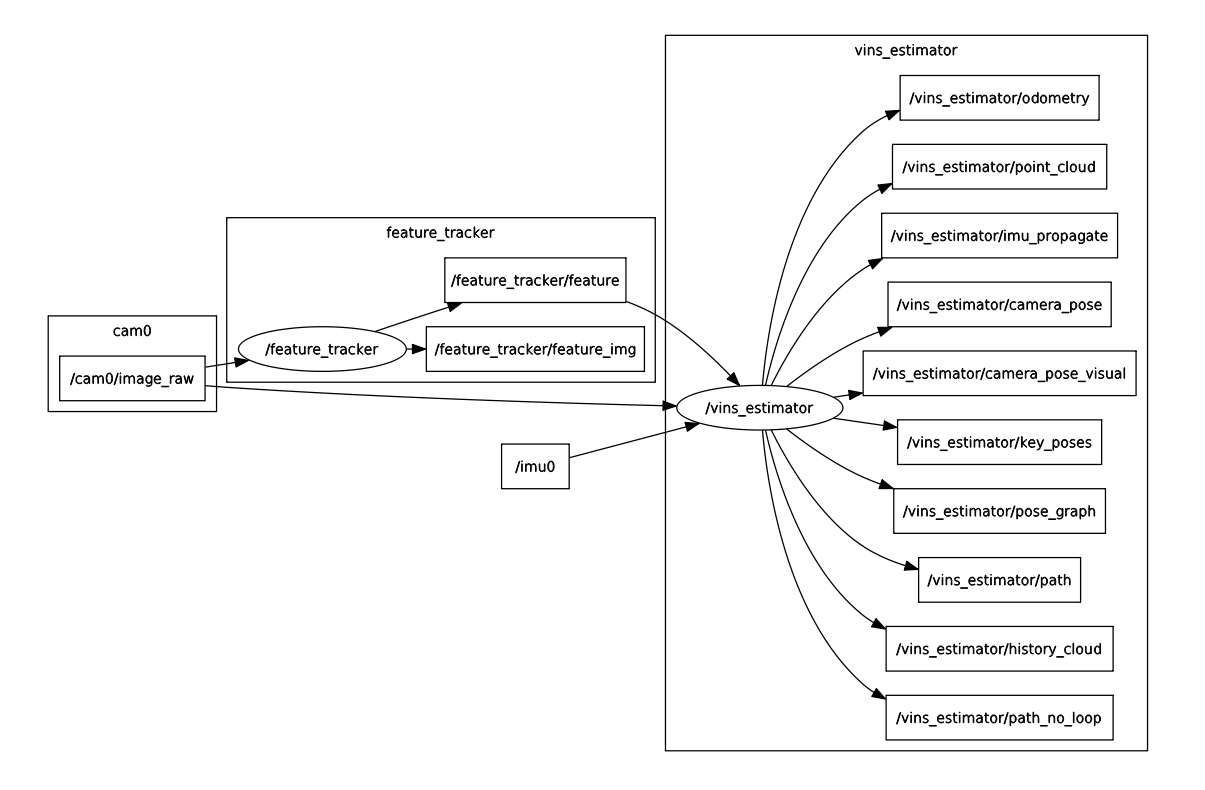 vins_estimator
/vins_estimator/odometry
/vins_estimator/point_cloud
/vins_estimator/imu_propagate
feature_tracker
/feature_tracker/feature
/vins_estimator/camera_pose
cam0
/feature_tracker
/feature_tracker/feature_img
/cam0/image_raw
/vins_estimator/camera_pose_visual
/vins_estimator
/vins_estimator/key_poses
/imu0
/vins_estimator/pose_graph
/vins_estimator/path
/vins_estimator/history_cloud
/vins_estimator/path_no_loop